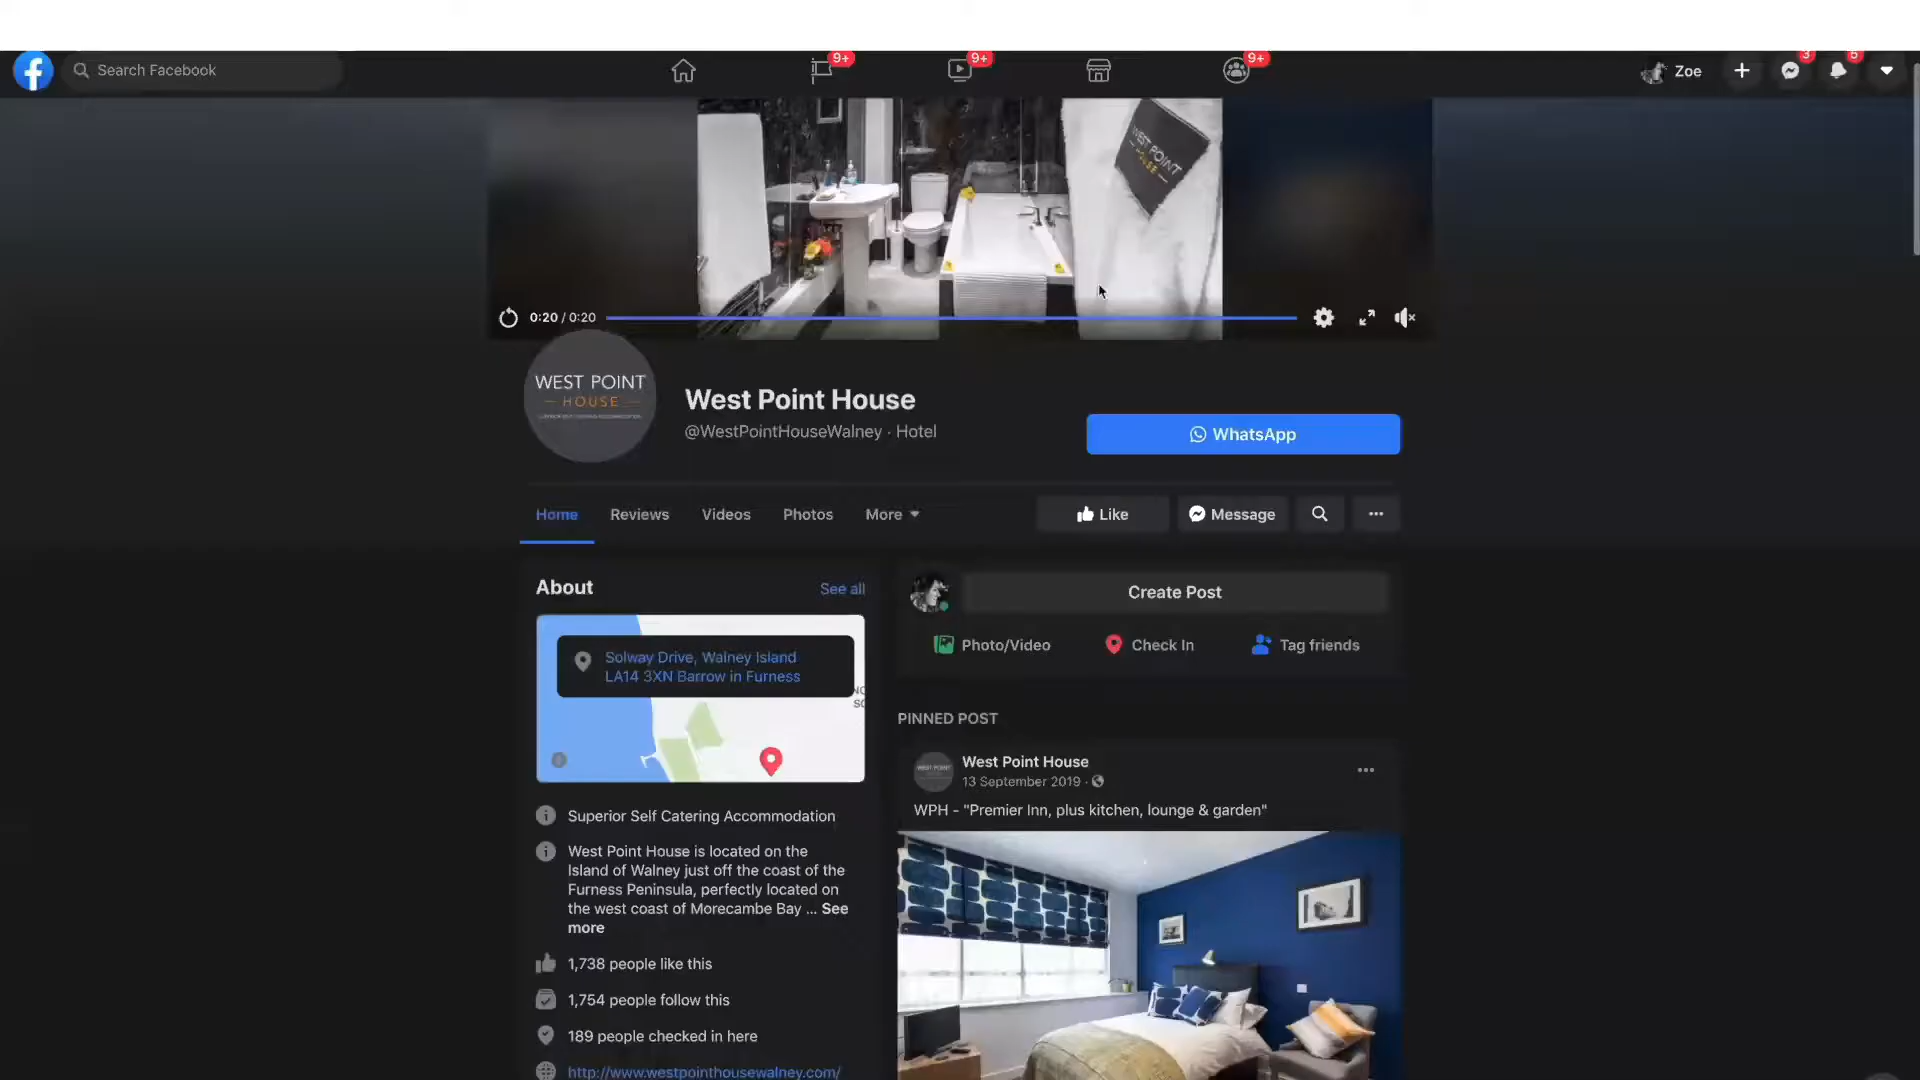 Search Facebook
9+
9+
9+
Zoe
3
5
WEST POINT
HOUSE
0:20 / 0:20
WEST POINT
— HOUSE —
West Point House
@WestPointHouseWalney · Hotel
WhatsApp
Home
Reviews
Videos
Photos
More
Like
Message
About
See all
Create Post
Solway Drive, Walney Island
LA14 3XN Barrow in Furness
Photo/Video
Check In
Tag friends
PINNED POST
West Point House
13 September 2019 ·
WPH - "Premier Inn, plus kitchen, lounge & garden"
Superior Self Catering Accommodation
West Point House is located on the
Island of Walney just off the coast of the
Furness Peninsula, perfectly located on
the west coast of Morecambe Bay ... See
more
1,738 people like this
1,754 people follow this
189 people checked in here
http://www.westpointhousewalney.com/